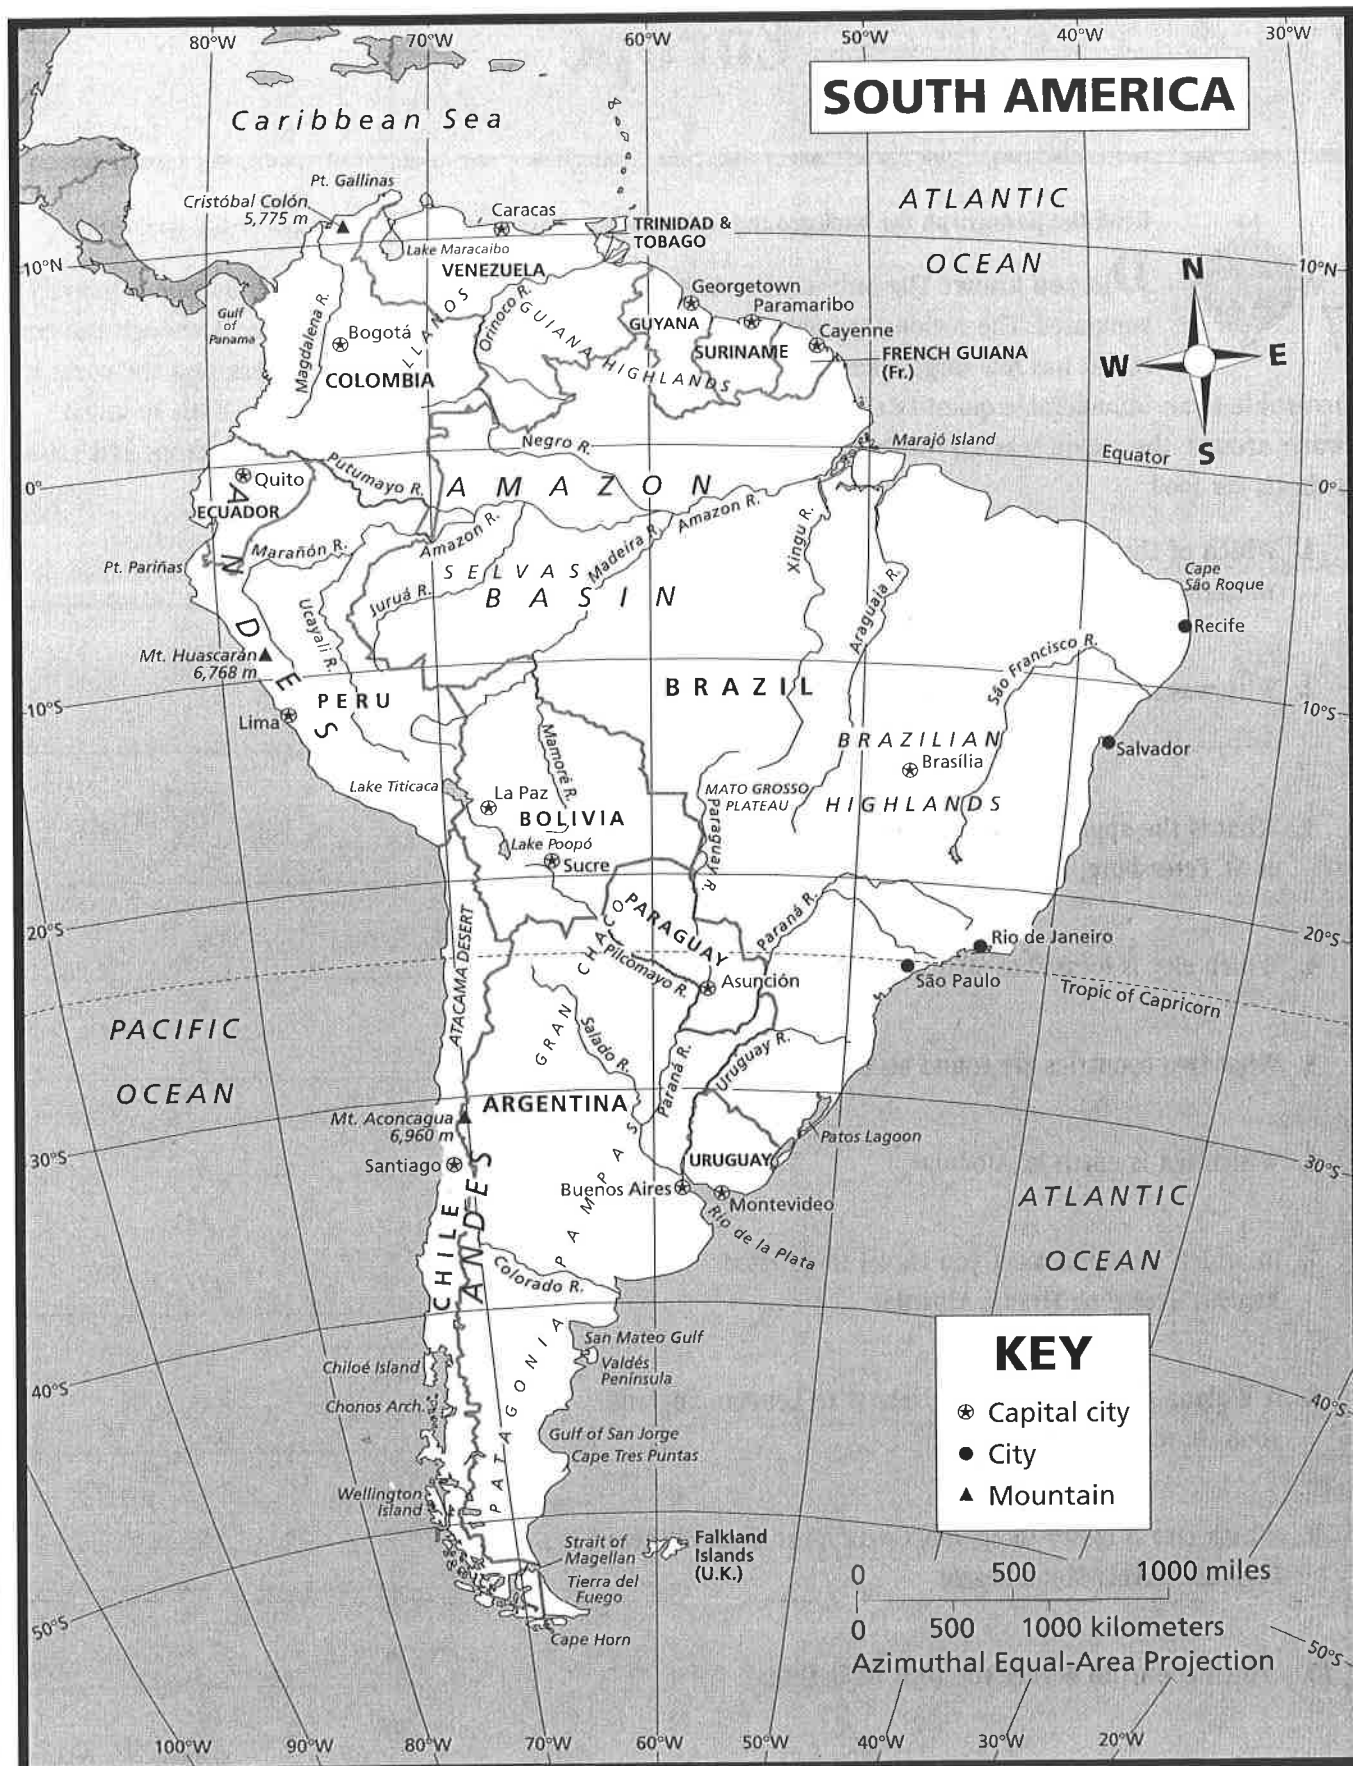 80°W
70°W
60°W
50°W
40°W
30°W
SOUTH AMERICA
Caribbean Sea
ATLANTIC
OCEAN
Pt. Gallinas
Cristóbal Colón
5,775 m
Caracas
TRINIDAD &
TOBAGO
Lake Maracaibo
VENEZUELA
10°N
10°N
N
W
E
S
Georgetown
Paramaribo
Cayenne
GUYANA
SURINAME
FRENCH GUIANA
(Fr.)
Gulf
of
Panama
Magdalena R.
Bogotá
LLANOS
Orinoco R.
GUIANA HIGHLANDS
COLOMBIA
Negro R.
Marajó Island
Equator
0°
0°
Quito
ECUADOR
Putumayo R.
AMAZON
Amazon R.
Amazon R.
Marañón R.
Pt. Pariñas
SELVAS
BASIN
Madeira R.
Juruá R.
Ucayali R.
Xingu R.
Araguaia R.
Cape
São Roque
Recife
São Francisco R.
ANDES
Mt. Huascarán
6,768 m
PERU
BRAZIL
Lima
10°S
10°S
BRAZILIAN
HIGHLANDS
Brasília
Salvador
Mamoré R.
Lake Titicaca
La Paz
BOLIVIA
MATO GROSSO
PLATEAU
Paraguay R.
Lake Poopó
Sucre
PARAGUAY
Paraná R.
Rio de Janeiro
São Paulo
20°S
20°S
ATACAMA DESERT
GRAN CHACO
Pilcomayo R.
Asunción
Tropic of Capricorn
PACIFIC
OCEAN
Salado R.
Paraná R.
Uruguay R.
Mt. Aconcagua
6,960 m
ARGENTINA
Patos Lagoon
30°S
30°S
Santiago
URUGUAY
Buenos Aires
Montevideo
Rio de la Plata
PAMPAS
CHILE
ANDES
Colorado R.
ATLANTIC
OCEAN
San Mateo Gulf
Valdés
Península
Chiloé Island
Chonos Arch.
PATAGONIA
Gulf of San Jorge
Cape Tres Puntas
40°S
40°S
Wellington
Island
Strait of
Magellan
Falkland
Islands
(U.K.)
Tierra del
Fuego
Cape Horn
50°S
50°S
KEY
Capital city
City
Mountain
0 500 1000 miles
0 500 1000 kilometers
Azimuthal Equal-Area Projection
100°W
90°W
80°W
70°W
60°W
50°W
40°W
30°W
20°W